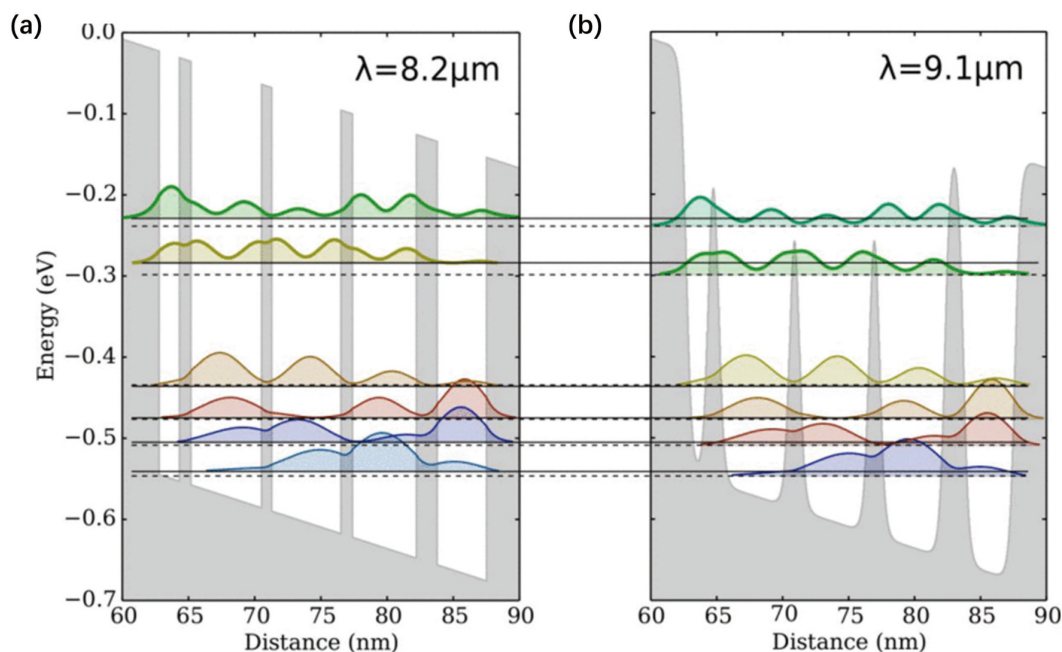 (a)
(b)
λ=8.2μm
λ=9.1μm
Energy (eV)
0.0
−0.1
−0.2
−0.3
−0.4
−0.5
−0.6
−0.7
60 65 70 75 80 85 90
60 65 70 75 80 85 90
Distance (nm)
Distance (nm)